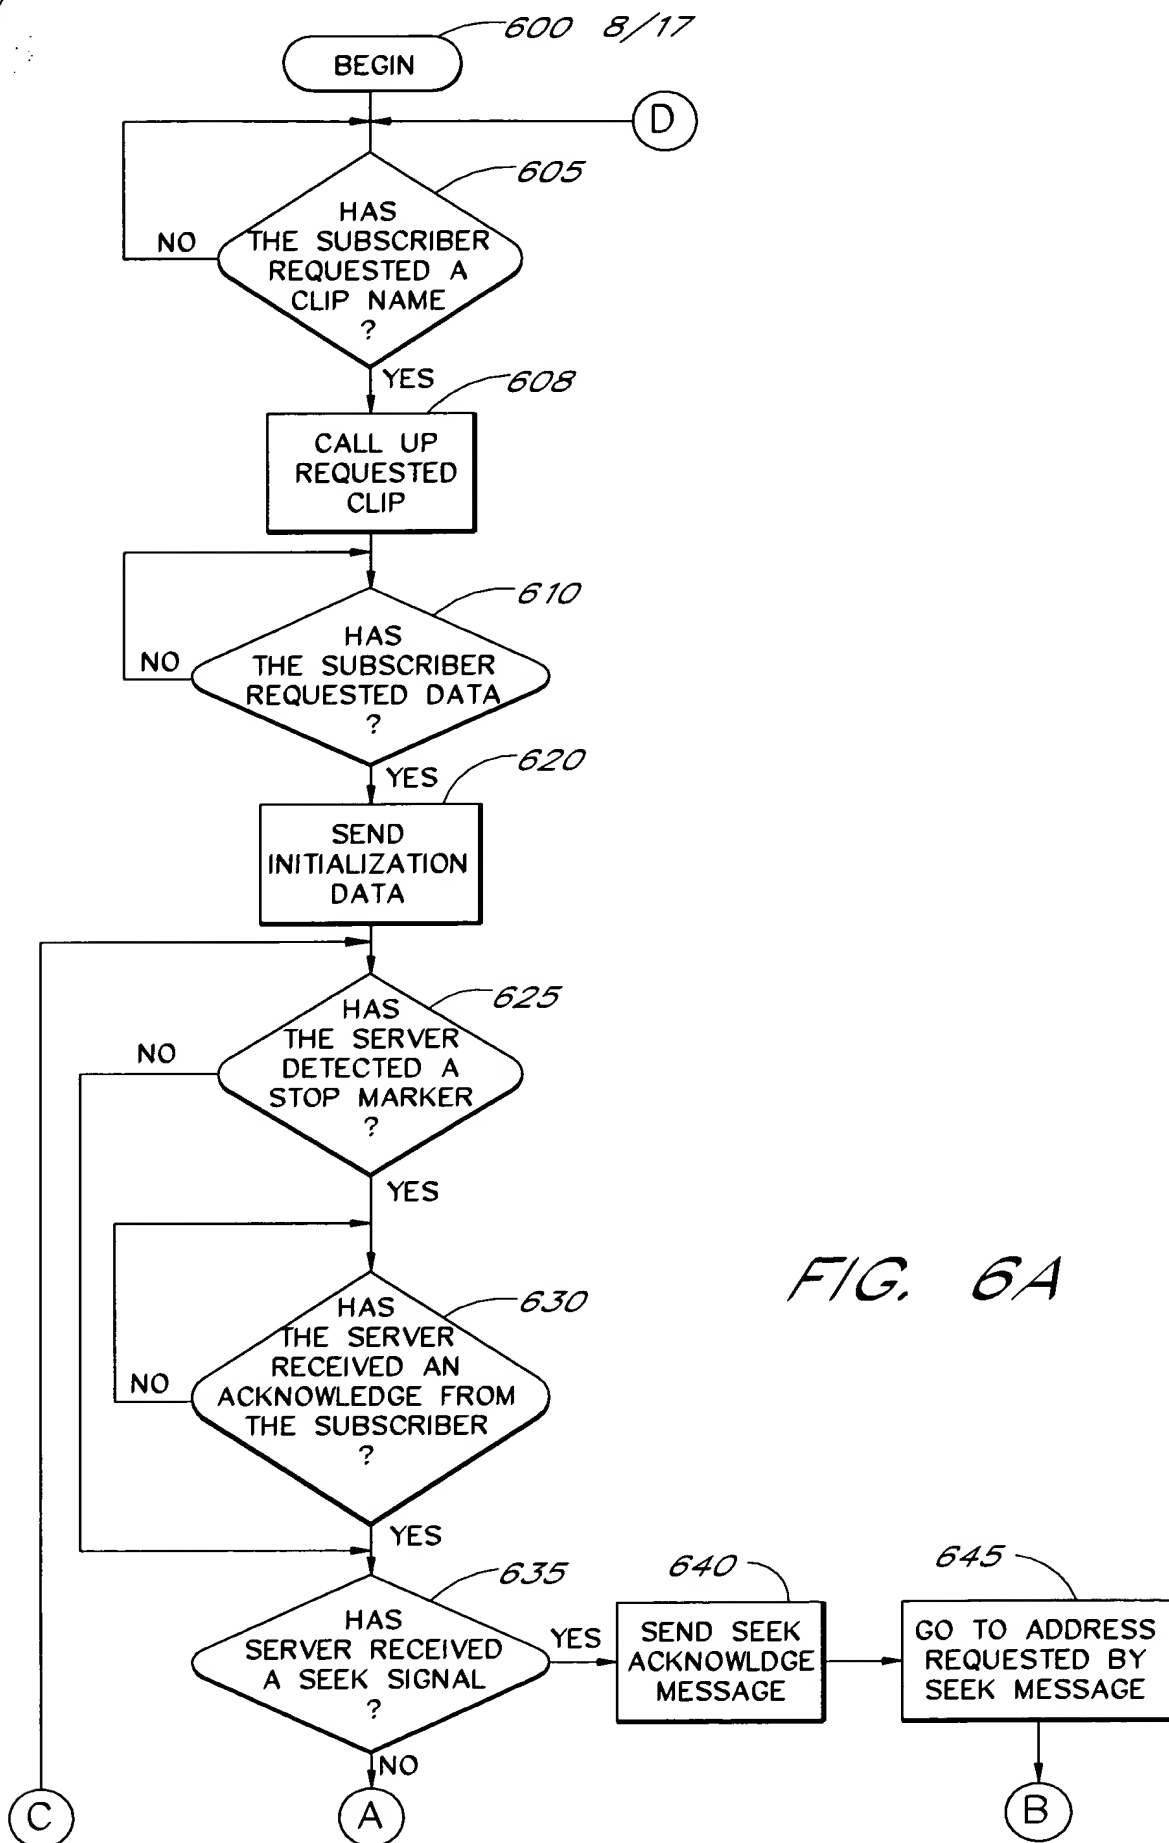 600 8/17
BEGIN
D
605
HAS
THE SUBSCRIBER
REQUESTED A
CLIP NAME
?
NO
YES
608
CALL UP
REQUESTED
CLIP
610
HAS
THE SUBSCRIBER
REQUESTED DATA
?
NO
YES
620
SEND
INITIALIZATION
DATA
625
HAS
THE SERVER
DETECTED A
STOP MARKER
?
NO
YES
630
HAS
THE SERVER
RECEIVED AN
ACKNOWLEDGE FROM
THE SUBSCRIBER
?
NO
YES
FIG. 6A
635
HAS
SERVER RECEIVED
A SEEK SIGNAL
?
YES
NO
640
SEND SEEK
ACKNOWLDGE
MESSAGE
645
GO TO ADDRESS
REQUESTED BY
SEEK MESSAGE
C
A
B